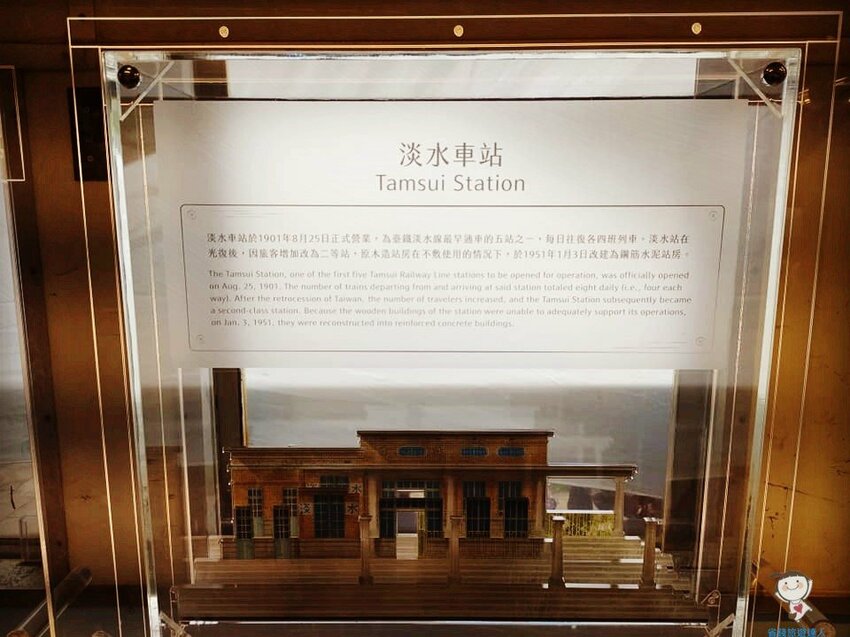 淡水車站
Tamsui Station
淡水車站於1901年8月25日正式營業，為臺鐵淡水線最早通車的五站之一，每日往復各四班列車。淡水站在
光復後，因旅客增加改為二等站，原木造站房在不敷使用的情況下，於1951年1月3日改建為鋼筋水泥站房。
The Tamsui Station, one of the first five Tamsui Railway Line stations to be opened for operation, was officially opened
on Aug. 25, 1901. The number of trains departing from and arriving at said station totaled eight daily (i.e., four each
way). After the retrocession of Taiwan, the number of travelers increased, and the Tamsui Station subsequently became
a second-class station. Because the wooden buildings of the station were unable to adequately support its operations,
on Jan. 3, 1951, they were reconstructed into reinforced concrete buildings.
淡水